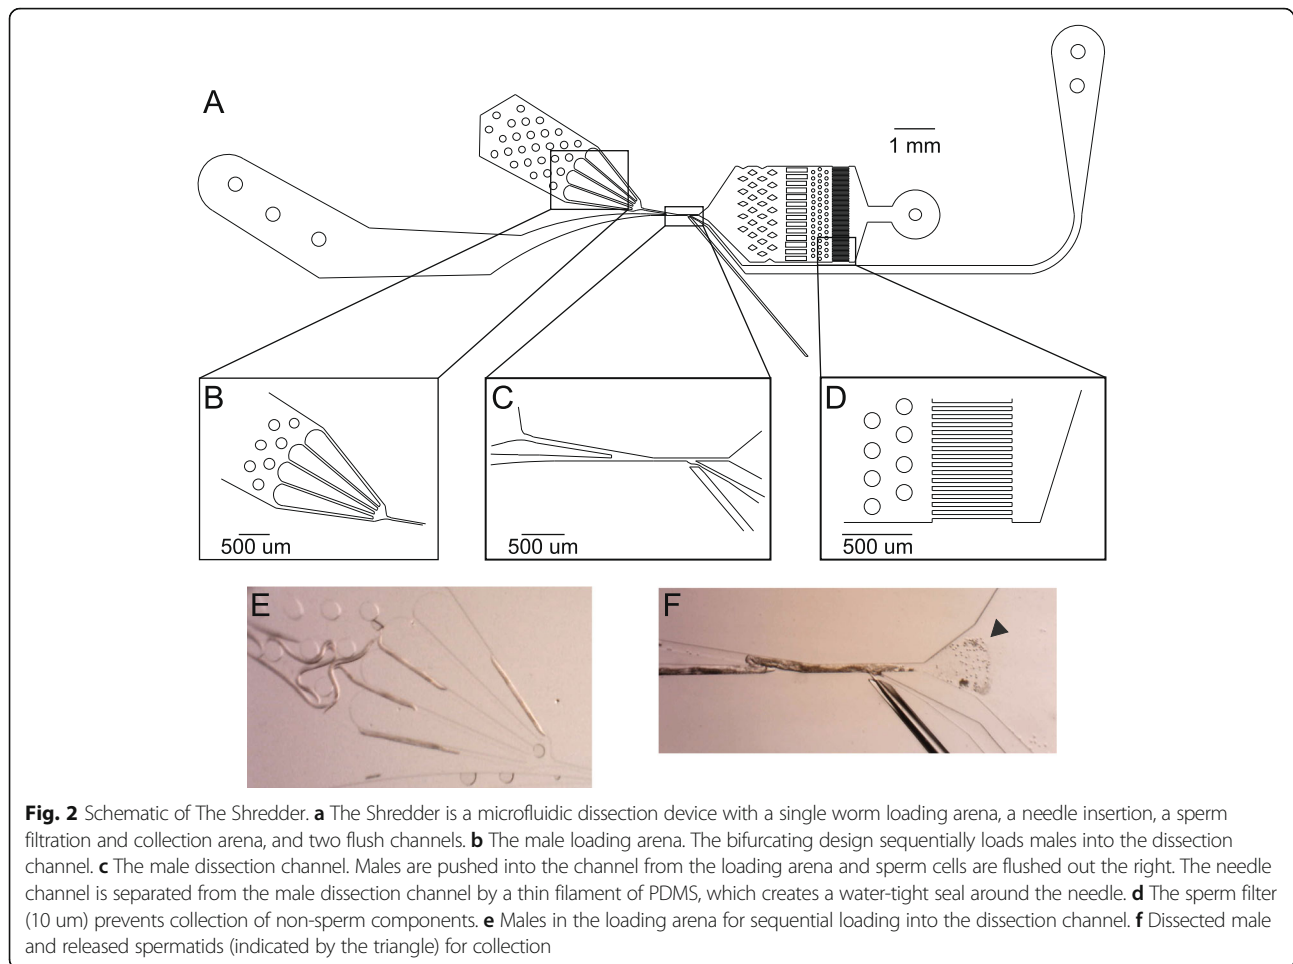 A
1 mm
B
500 um
C
500 um
D
500 um
E
F
Fig. 2 Schematic of The Shredder. a The Shredder is a microfluidic dissection device with a single worm loading arena, a needle insertion, a sperm
filtration and collection arena, and two flush channels. b The male loading arena. The bifurcating design sequentially loads males into the dissection
channel. c The male dissection channel. Males are pushed into the channel from the loading arena and sperm cells are flushed out the right. The needle
channel is separated from the male dissection channel by a thin filament of PDMS, which creates a water-tight seal around the needle. d The sperm filter
(10 um) prevents collection of non-sperm components. e Males in the loading arena for sequential loading into the dissection channel. f Dissected male
and released spermatids (indicated by the triangle) for collection